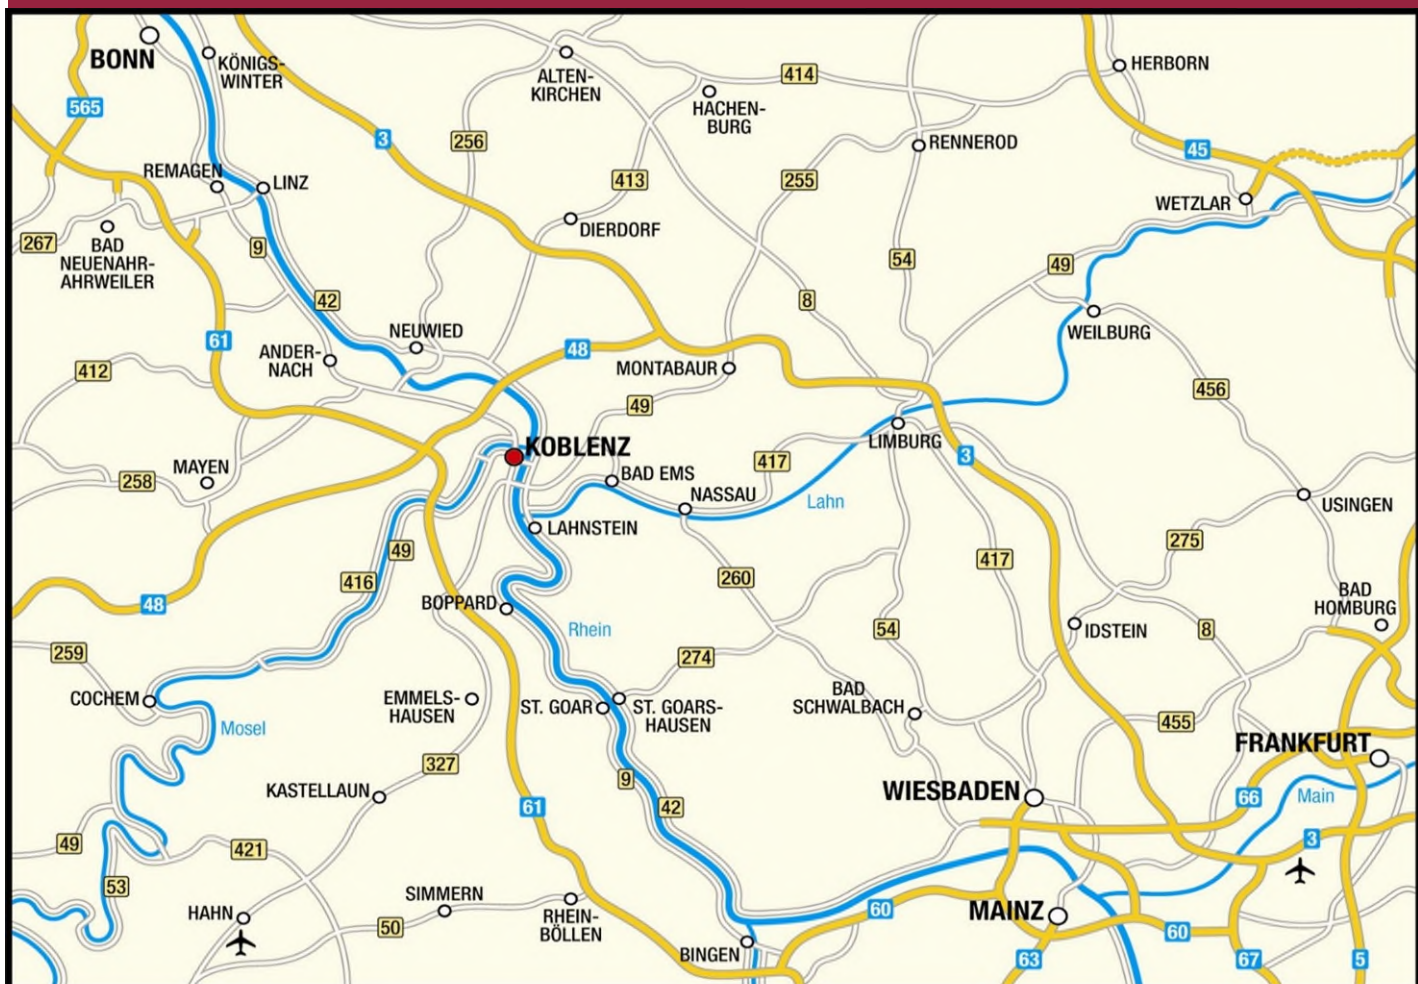 BONN
KÖNIGS-
WINTER
ALTEN-
KIRCHEN
414
HERBORN
HACHEN-
BURG
565
3
256
RENNEROD
45
REMAGEN
LINZ
413
255
WETZLAR
DIERDORF
267
BAD
NEUENAHR-
AHRWEILER
9
54
49
42
8
NEUWIED
WEILBURG
61
ANDER-
NACH
48
412
MONTABAUR
456
49
KOBLENZ
LIMBURG
3
MAYEN
258
BAD EMS
417
NASSAU
Lahn
USINGEN
LAHNSTEIN
49
416
275
417
260
48
BOPPARD
BAD
HOMBURG
Rhein
54
IDSTEIN
8
259
274
COCHEM
EMMELS-
HAUSEN
ST. GOAR
ST. GOARS-
HAUSEN
BAD
SCHWALBACH
Mosel
455
FRANKFURT
327
9
KASTELLAUN
61
42
WIESBADEN
66
Main
49
421
3
53
SIMMERN
HAHN
50
RHEIN-
BÖLLEN
60
MAINZ
60
BINGEN
63
67
5